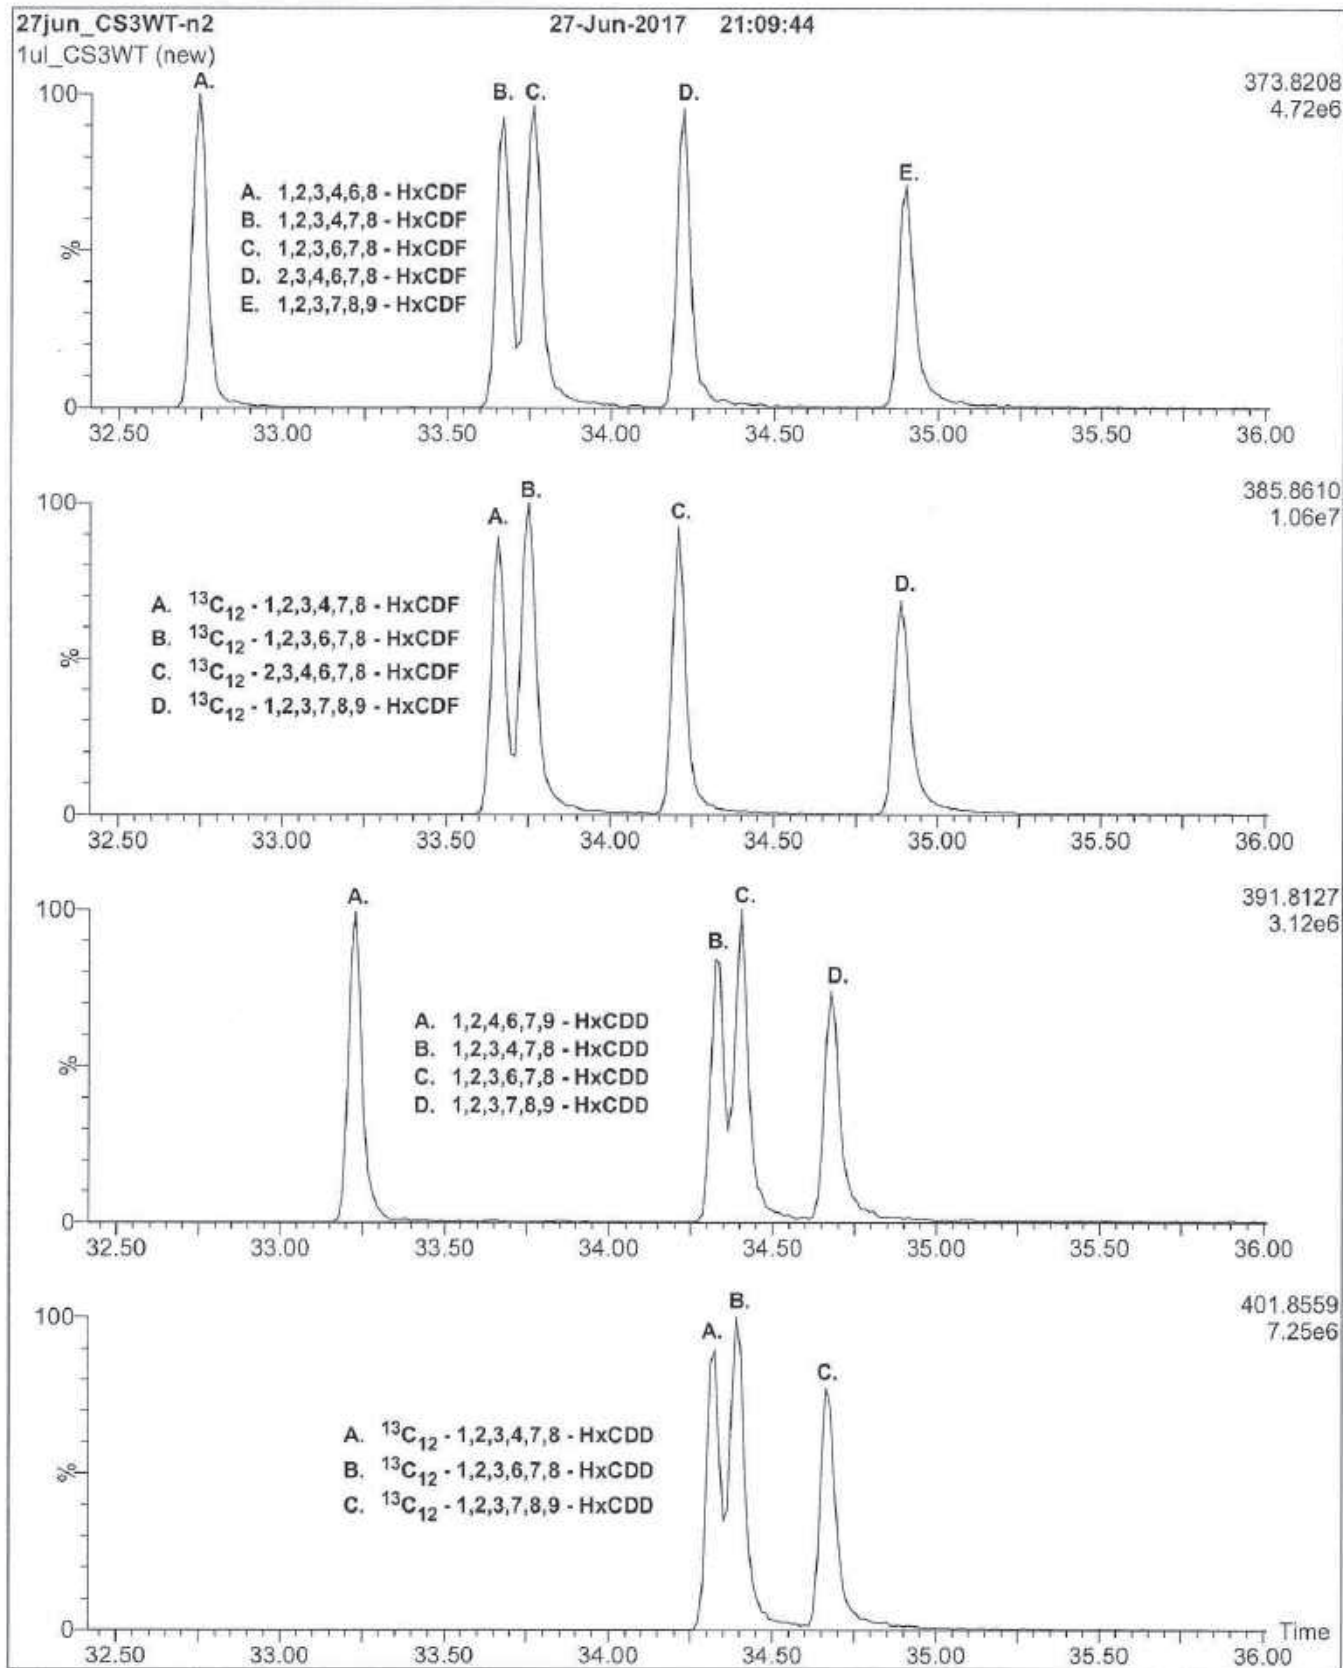 27jun_CS3WT-n2 27-Jun-2017 21:09:44
1ul_CS3WT (new)
373.8208
4.72e6
100
%
0
A.
B. C.
D.
E.
A. 1,2,3,4,6,8 - HxCDF
B. 1,2,3,4,7,8 - HxCDF
C. 1,2,3,6,7,8 - HxCDF
D. 2,3,4,6,7,8 - HxCDF
E. 1,2,3,7,8,9 - HxCDF
32.50 33.00 33.50 34.00 34.50 35.00 35.50 36.00
385.8610
1.06e7
100
%
0
A.
B.
C.
D.
A. ¹³C₁₂ - 1,2,3,4,7,8 - HxCDF
B. ¹³C₁₂ - 1,2,3,6,7,8 - HxCDF
C. ¹³C₁₂ - 2,3,4,6,7,8 - HxCDF
D. ¹³C₁₂ - 1,2,3,7,8,9 - HxCDF
32.50 33.00 33.50 34.00 34.50 35.00 35.50 36.00
391.8127
3.12e6
100
%
0
A.
B.
C.
D.
A. 1,2,4,6,7,9 - HxCDD
B. 1,2,3,4,7,8 - HxCDD
C. 1,2,3,6,7,8 - HxCDD
D. 1,2,3,7,8,9 - HxCDD
32.50 33.00 33.50 34.00 34.50 35.00 35.50 36.00
401.8559
7.25e6
100
%
0
A.
B.
C.
A. ¹³C₁₂ - 1,2,3,4,7,8 - HxCDD
B. ¹³C₁₂ - 1,2,3,6,7,8 - HxCDD
C. ¹³C₁₂ - 1,2,3,7,8,9 - HxCDD
Time
32.50 33.00 33.50 34.00 34.50 35.00 35.50 36.00